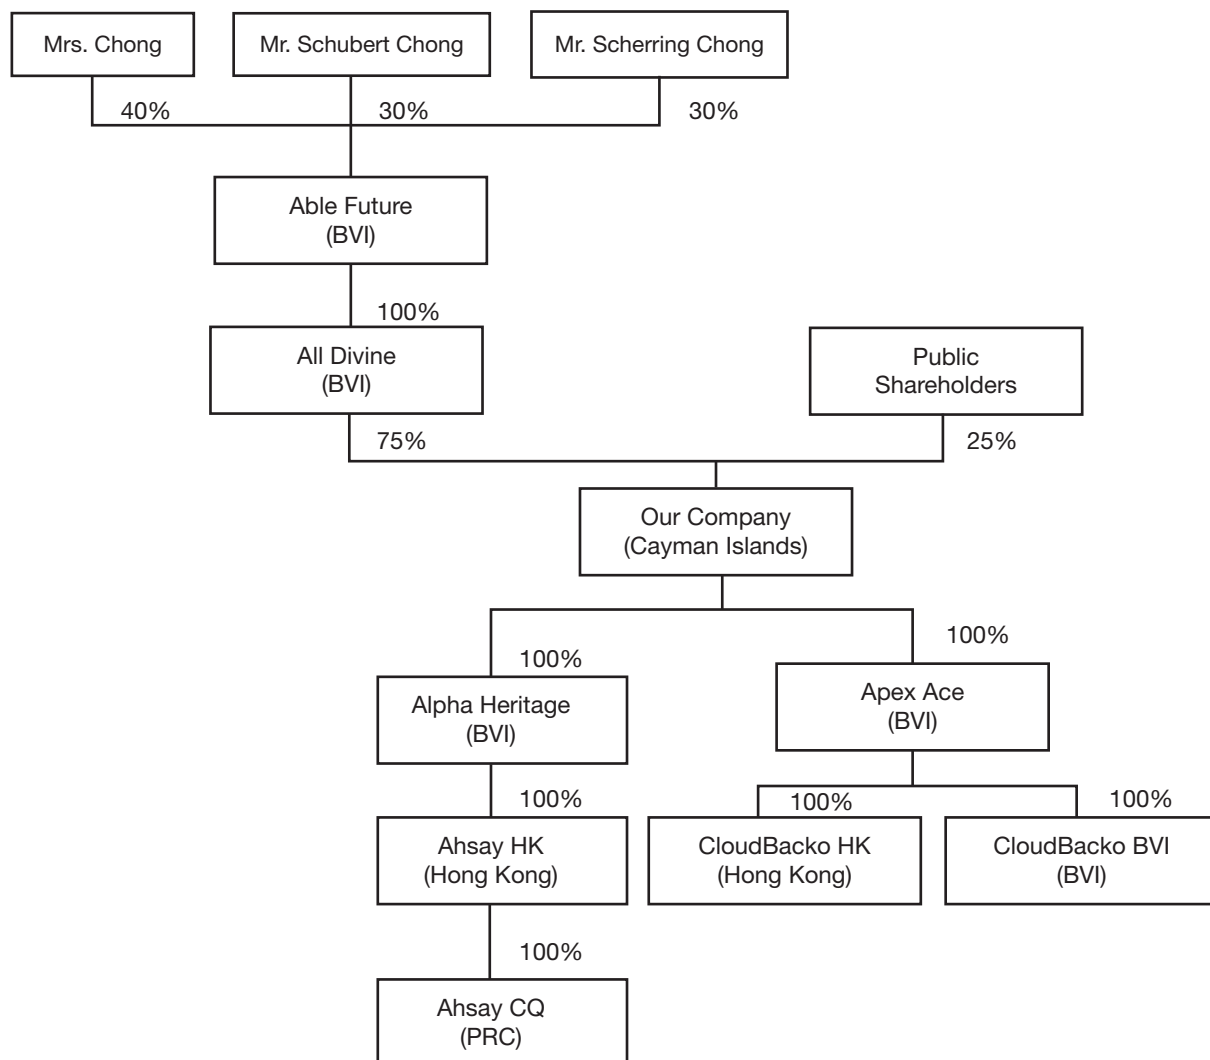 Mrs. Chong
Mr. Schubert Chong
Mr. Scherring Chong
40%
30%
30%
Able Future
(BVI)
100%
All Divine
(BVI)
Public
Shareholders
75%
25%
Our Company
(Cayman Islands)
100%
100%
Alpha Heritage
(BVI)
Apex Ace
(BVI)
100%
100%
100%
Ahsay HK
(Hong Kong)
CloudBacko HK
(Hong Kong)
CloudBacko BVI
(BVI)
100%
Ahsay CQ
(PRC)